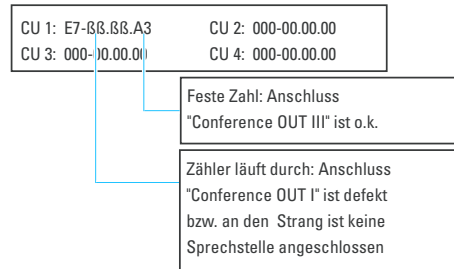 CU 1: E7-ßß.ßß.A3 CU 2: 000-00.00.00
CU 3: 000-00.00.00 CU 4: 000-00.00.00
Feste Zahl: Anschluss
"Conference OUT III" ist o.k.
Zähler läuft durch: Anschluss
"Conference OUT I" ist defekt
bzw. an den Strang ist keine
Sprechstelle angeschlossen